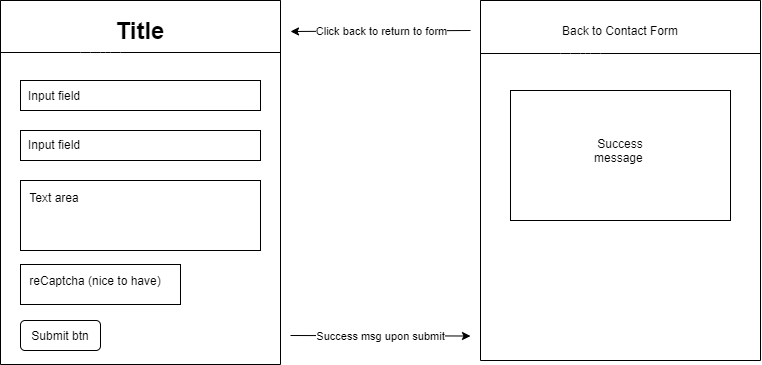 Title
Input field
Input field
Text area
reCaptcha (nice to have)
Submit btn
Click back to return to form
Success msg upon submit
Back to Contact Form
Success
message